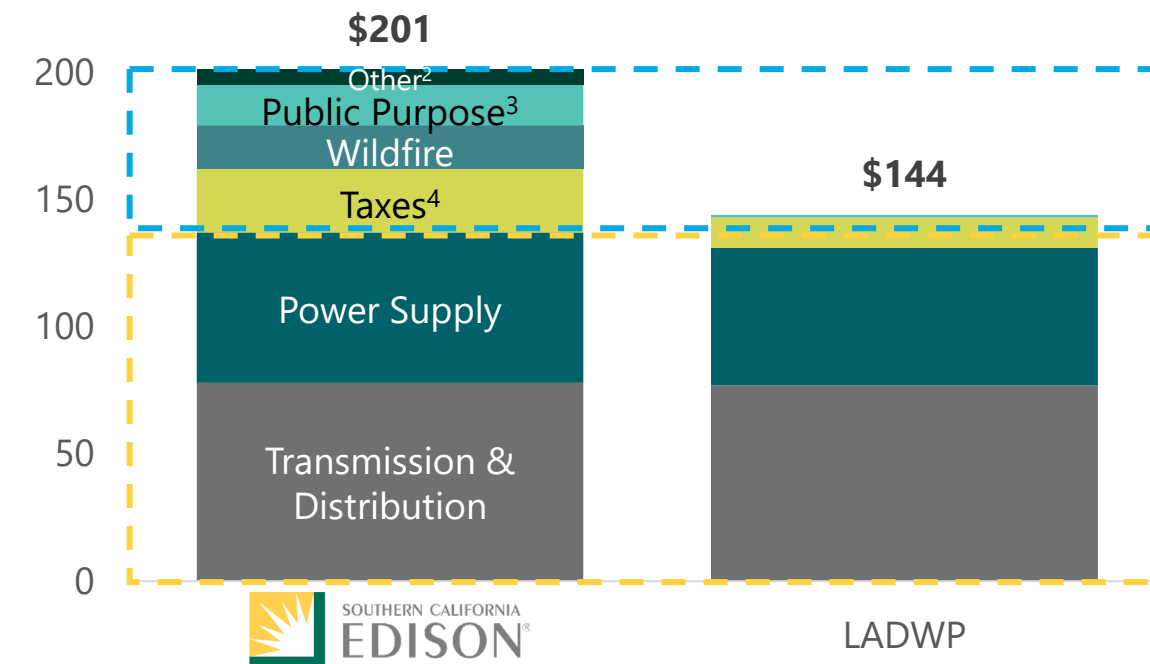 $201
200
Other²
Public Purpose³
Wildfire
$144
150
Taxes⁴
Power Supply
100
50
Transmission &
Distribution
0
SOUTHERN CALIFORNIA
EDISON®
LADWP